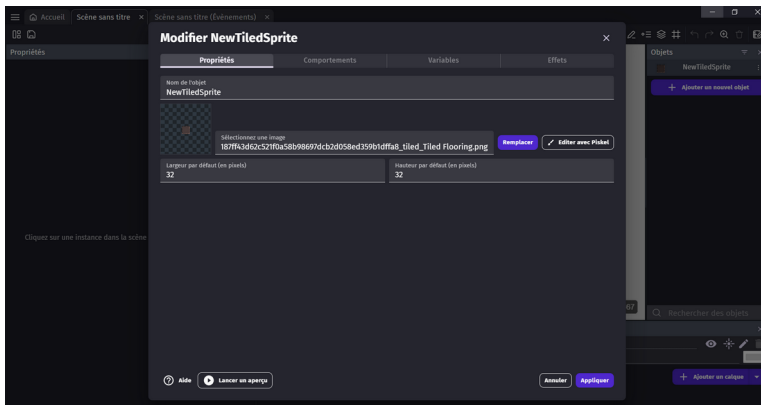 Accueil
Scène sans titre ×
Scène sans titre (Événements) ×
Propriétés
Cliquez sur une instance dans la scène
Modifier NewTiledSprite
Propriétés
Comportements
Variables
Effets
Nom de l'objet
NewTiledSprite
Sélectionnez une image
187ff43d62c521f0a58b98697dcb2d058ed359b1dffa8_tiled_Tiled Flooring.png
Remplacer
Editer avec Piskel
Largeur par défaut (en pixels)
32
Hauteur par défaut (en pixels)
32
Aide
Lancer un aperçu
Annuler
Appliquer
Objets
NewTiledSprite
+ Ajouter un nouvel objet
Rechercher des objets
+ Ajouter un calque